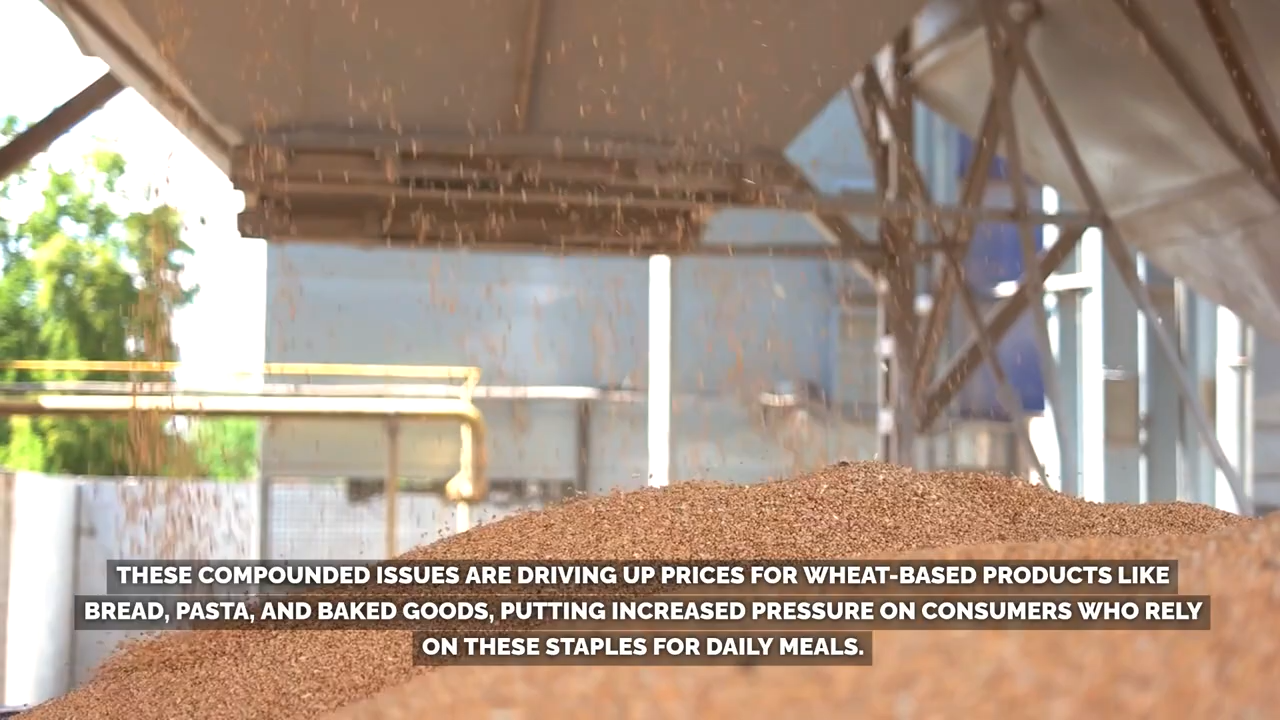 THESE COMPOUNDED ISSUES ARE DRIVING UP PRICES FOR WHEAT-BASED PRODUCTS LIKE
BREAD, PASTA, AND BAKED GOODS, PUTTING INCREASED PRESSURE ON CONSUMERS WHO RELY
ON THESE STAPLES FOR DAILY MEALS.